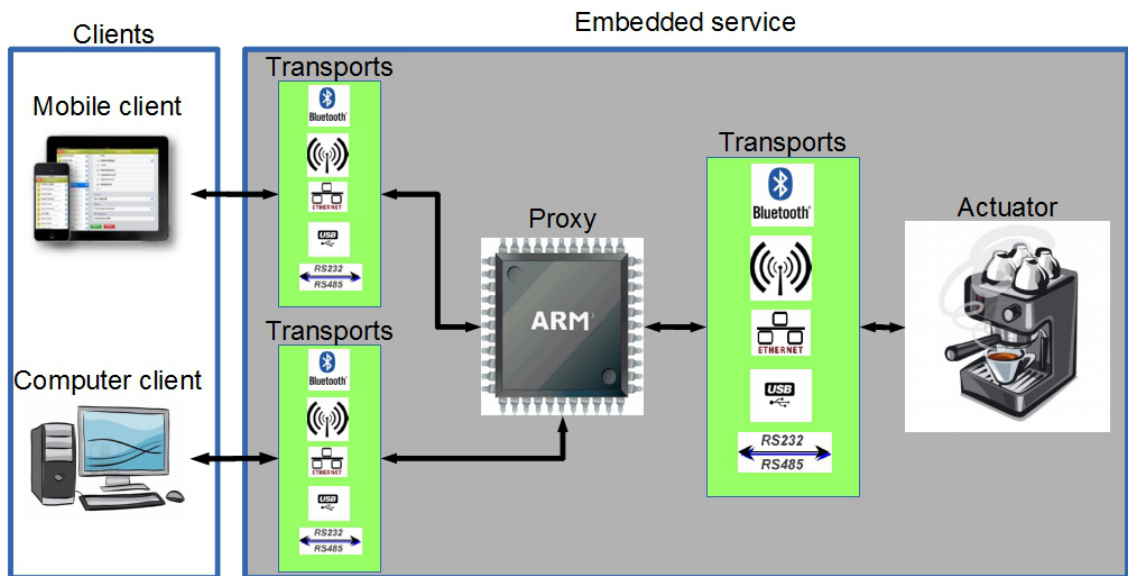 Clients
Embedded service
Mobile client
Transports
Bluetooth®
ETHERNET
USB
RS232
RS485
Computer client
Transports
Bluetooth®
ETHERNET
USB
RS232
RS485
Proxy
ARM
Transports
Bluetooth®
ETHERNET
USB
RS232
RS485
Actuator